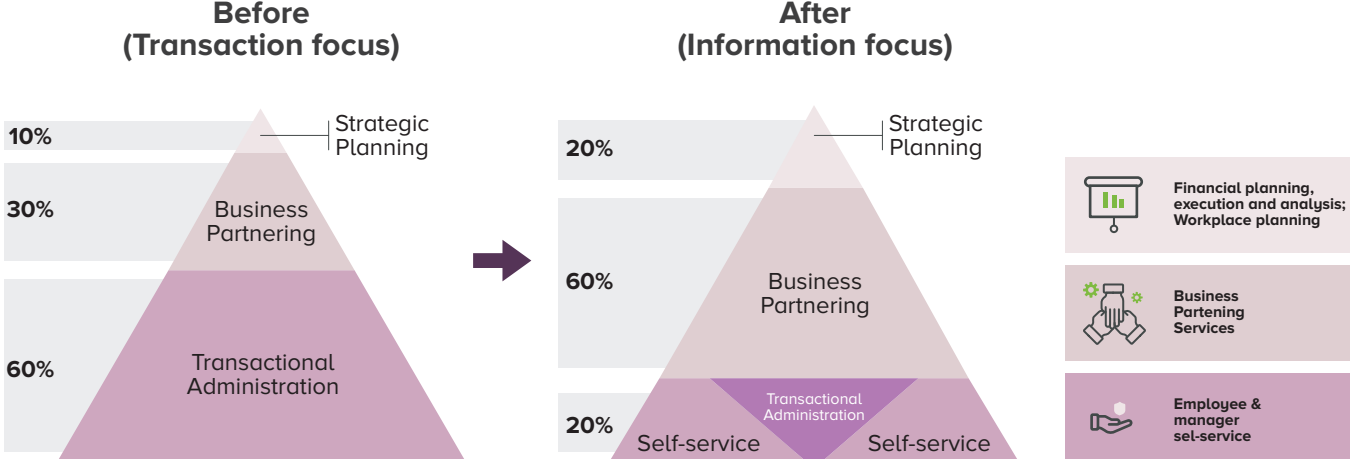 Before
(Transaction focus)
10%
Strategic
Planning
30%
Business
Partnering
60%
Transactional
Administration
After
(Information focus)
20%
Strategic
Planning
60%
Business
Partnering
20%
Transactional
Administration
Self-service
Self-service
Financial planning,
execution and analysis;
Workplace planning
Business
Partening
Services
Employee &
manager
sel-service